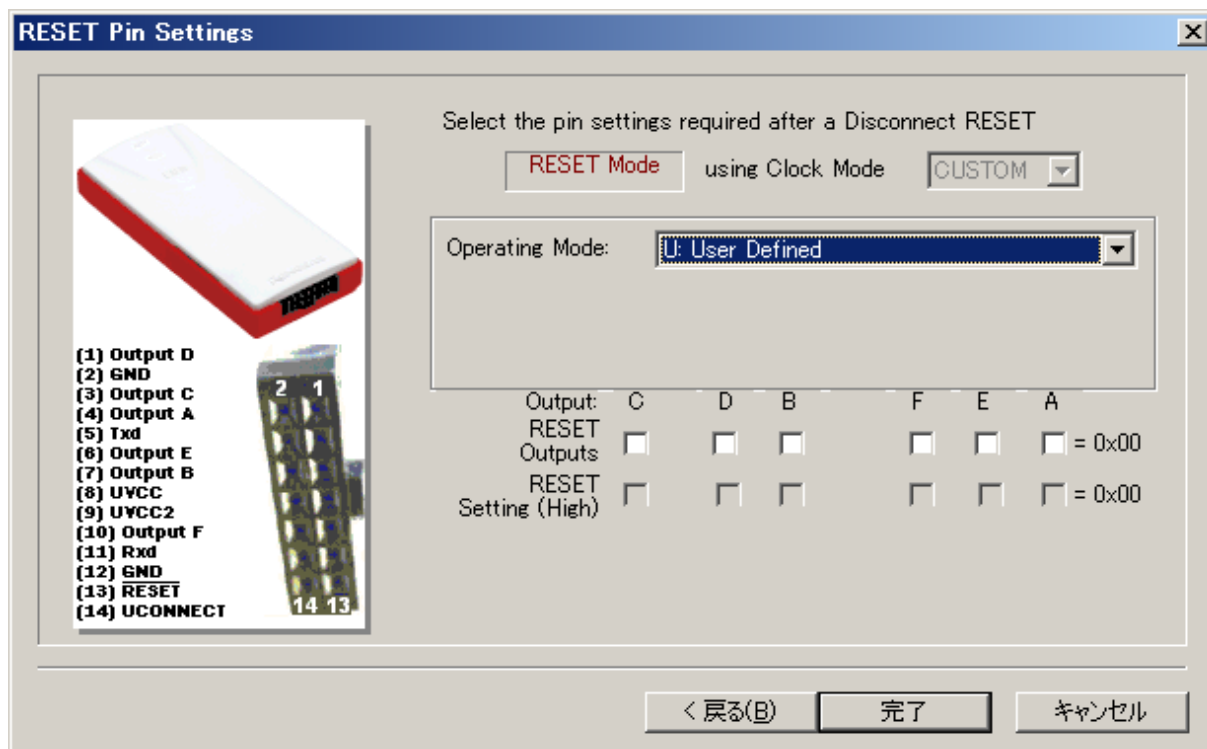 RESET Pin Settings
Select the pin settings required after a Disconnect RESET
RESET Mode using Clock Mode CUSTOM
Operating Mode: U: User Defined
(1) Output D
(2) GND
(3) Output C
(4) Output A
(5) Txd
(6) Output E
(7) Output B
(8) UVCC
(9) UVCC2
(10) Output F
(11) Rxd
(12) GND
(13) RESET
(14) UCONNECT
2 1
14 13
Output: C D B F E A
RESET
Outputs
= 0x00
RESET
Setting (High)
= 0x00
< 戻る(B) 完了 キャンセル